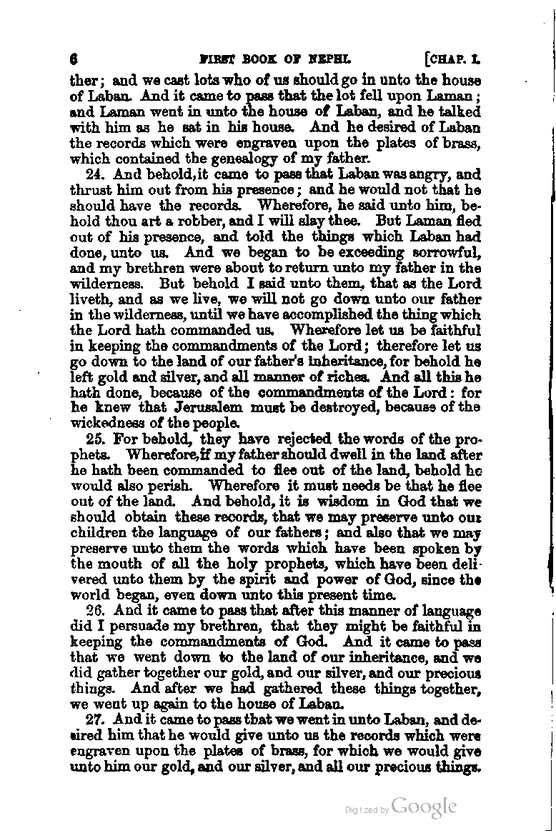 6 FIRST BOOK OF NEPHI. [CHAP. I.
ther; and we cast lots who of us should go in unto the house
of Laban. And it came to pass that the lot fell upon Laman;
and Laman went in unto the house of Laban, and he talked
with him as he sat in his house. And he desired of Laban
the records which were engraven upon the plates of brass,
which contained the genealogy of my father.
24. And behold, it came to pass that Laban was angry, and
thrust him out from his presence; and he would not that he
should have the records. Wherefore, he said unto him, be-
hold thou art a robber, and I will slay thee. But Laman fled
out of his presence, and told the things which Laban had
done, unto us. And we began to be exceeding sorrowful,
and my brethren were about to return unto my father in the
wilderness. But behold I said unto them, that as the Lord
liveth, and as we live, we will not go down unto our father
in the wilderness, until we have accomplished the thing which
the Lord hath commanded us. Wherefore let us be faithful
in keeping the commandments of the Lord; therefore let us
go down to the land of our father's inheritance, for behold he
left gold and silver, and all manner of riches. And all this he
hath done, because of the commandments of the Lord: for
he knew that Jerusalem must be destroyed, because of the
wickedness of the people.
25. For behold, they have rejected the words of the pro-
phets. Wherefore, if my father should dwell in the land after
he hath been commanded to flee out of the land, behold he
would also perish. Wherefore it must needs be that he flee
out of the land. And behold, it is wisdom in God that we
should obtain these records, that we may preserve unto our
children the language of our fathers; and also that we may
preserve unto them the words which have been spoken by
the mouth of all the holy prophets, which have been deli-
vered unto them by the spirit and power of God, since the
world began, even down unto this present time.
26. And it came to pass that after this manner of language
did I persuade my brethren, that they might be faithful in
keeping the commandments of God. And it came to pass
that we went down to the land of our inheritance, and we
did gather together our gold, and our silver, and our precious
things. And after we had gathered these things together,
we went up again to the house of Laban.
27. And it came to pass that we went in unto Laban, and de-
sired him that he would give unto us the records which were
engraven upon the plates of brass, for which we would give
unto him our gold, and our silver, and all our precious things.
Digitized by Google